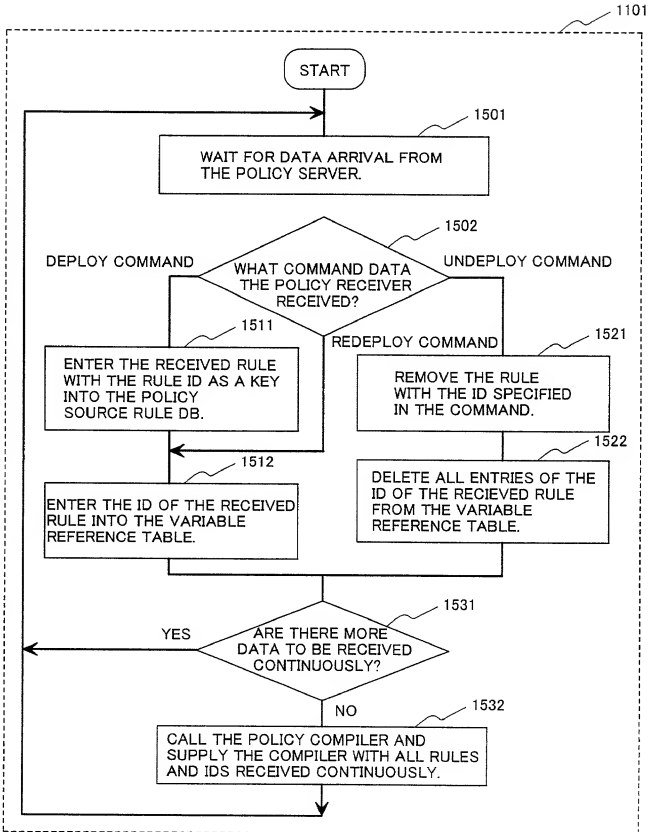 1101
START
1501
WAIT FOR DATA ARRIVAL FROM
THE POLICY SERVER.
1502
DEPLOY COMMAND
UNDEPLOY COMMAND
WHAT COMMAND DATA
THE POLICY RECEIVER
RECEIVED?
REDEPLOY COMMAND
1511
ENTER THE RECEIVED RULE
WITH THE RULE ID AS A KEY
INTO THE POLICY
SOURCE RULE DB.
1521
REMOVE THE RULE
WITH THE ID SPECIFIED
IN THE COMMAND.
1512
ENTER THE ID OF THE RECEIVED
RULE INTO THE VARIABLE
REFERENCE TABLE.
1522
DELETE ALL ENTRIES OF THE
ID OF THE RECIEVED RULE
FROM THE VARIABLE
REFERENCE TABLE.
1531
YES
ARE THERE MORE
DATA TO BE RECEIVED
CONTINUOUSLY?
NO
1532
CALL THE POLICY COMPILER AND
SUPPLY THE COMPILER WITH ALL RULES
AND IDS RECEIVED CONTINUOUSLY.